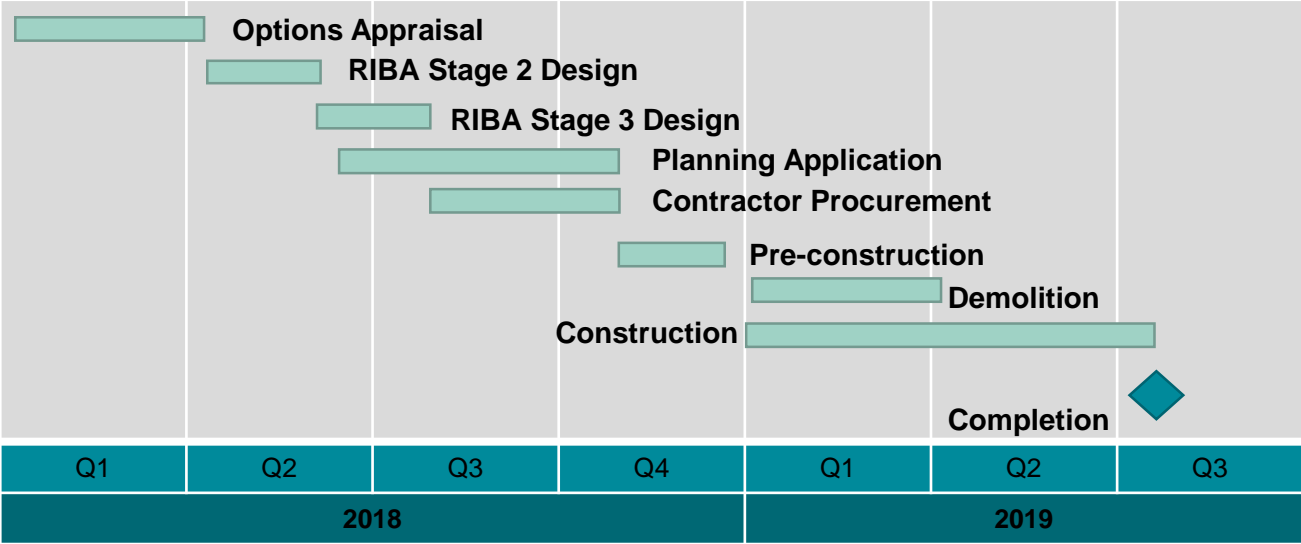 Options Appraisal
RIBA Stage 2 Design
RIBA Stage 3 Design
Planning Application
Contractor Procurement
Pre-construction
Demolition
Construction
Completion
Q1 Q2 Q3 Q4 Q1 Q2 Q3
2018 2019